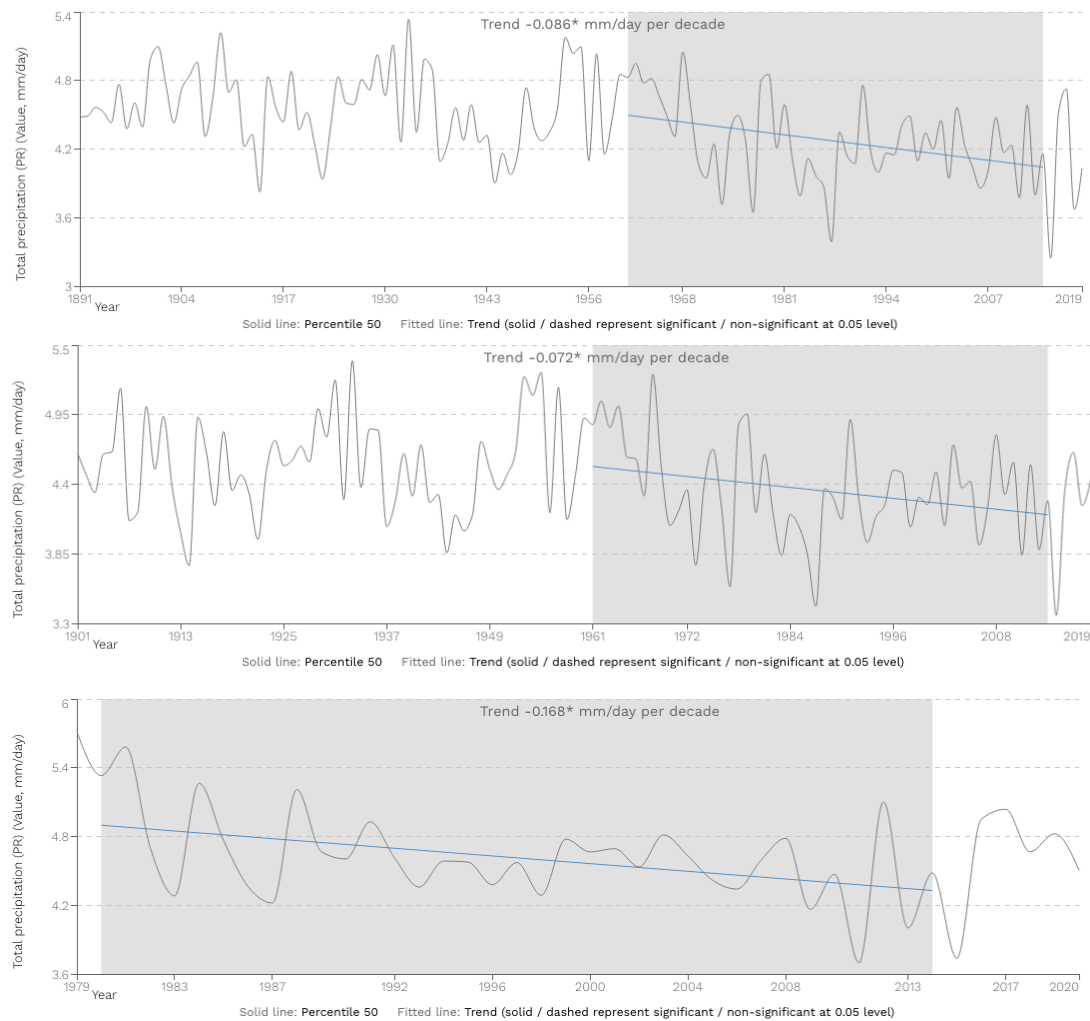 Trend -0.086* mm/day per decade
Total precipitation (PR) (Value, mm/day)
5.4
4.8
4.2
3.6
3
1891 1904 1917 1930 1943 1956 1968 1981 1994 2007 2019
Year
Solid line: Percentile 50 Fitted line: Trend (solid / dashed represent significant / non-significant at 0.05 level)
Trend -0.072* mm/day per decade
Total precipitation (PR) (Value, mm/day)
5.5
4.95
4.4
3.85
3.3
1901 1913 1925 1937 1949 1961 1972 1984 1996 2008 2019
Year
Solid line: Percentile 50 Fitted line: Trend (solid / dashed represent significant / non-significant at 0.05 level)
Trend -0.168* mm/day per decade
Total precipitation (PR) (Value, mm/day)
6
5.4
4.8
4.2
3.6
1979 1983 1987 1992 1996 2000 2004 2008 2013 2017 2020
Year
Solid line: Percentile 50 Fitted line: Trend (solid / dashed represent significant / non-significant at 0.05 level)